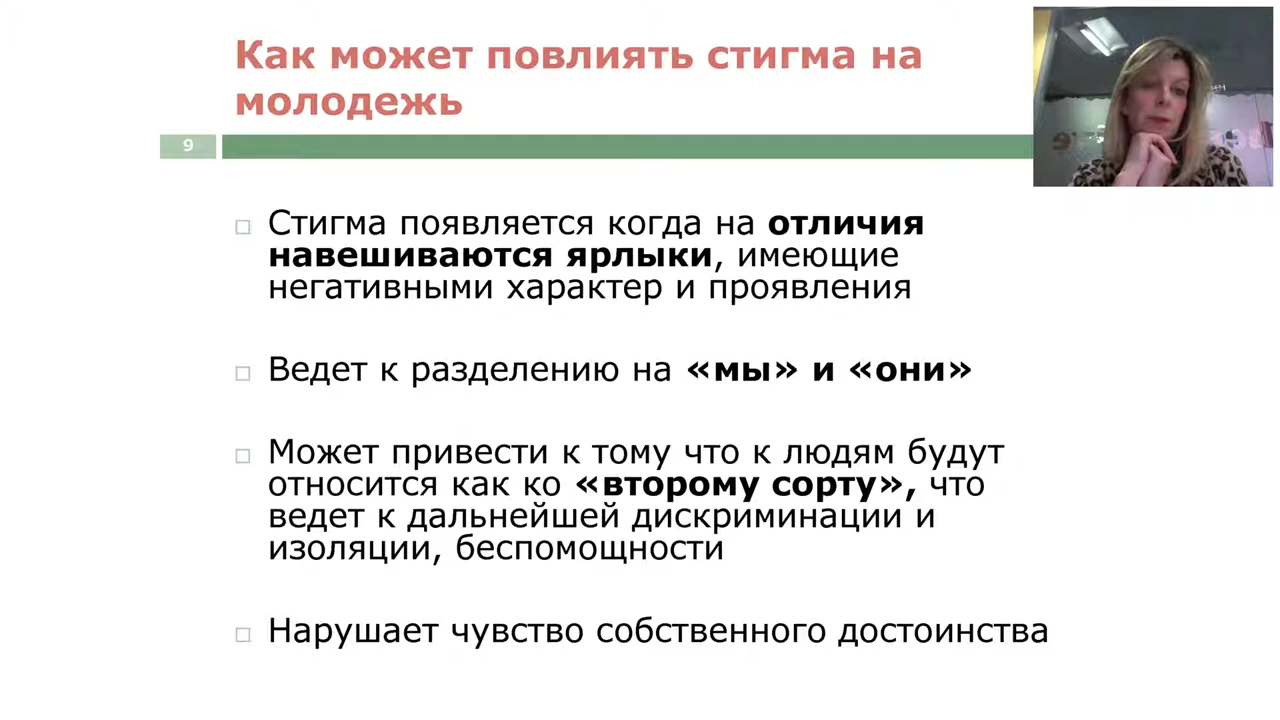 Как может повлиять стигма на
молодежь
9
Стигма появляется когда на отличия
навешиваются ярлыки, имеющие
негативными характер и проявления
Ведет к разделению на «мы» и «они»
Может привести к тому что к людям будут
относится как ко «второму сорту», что
ведет к дальнейшей дискриминации и
изоляции, беспомощности
Нарушает чувство собственного достоинства